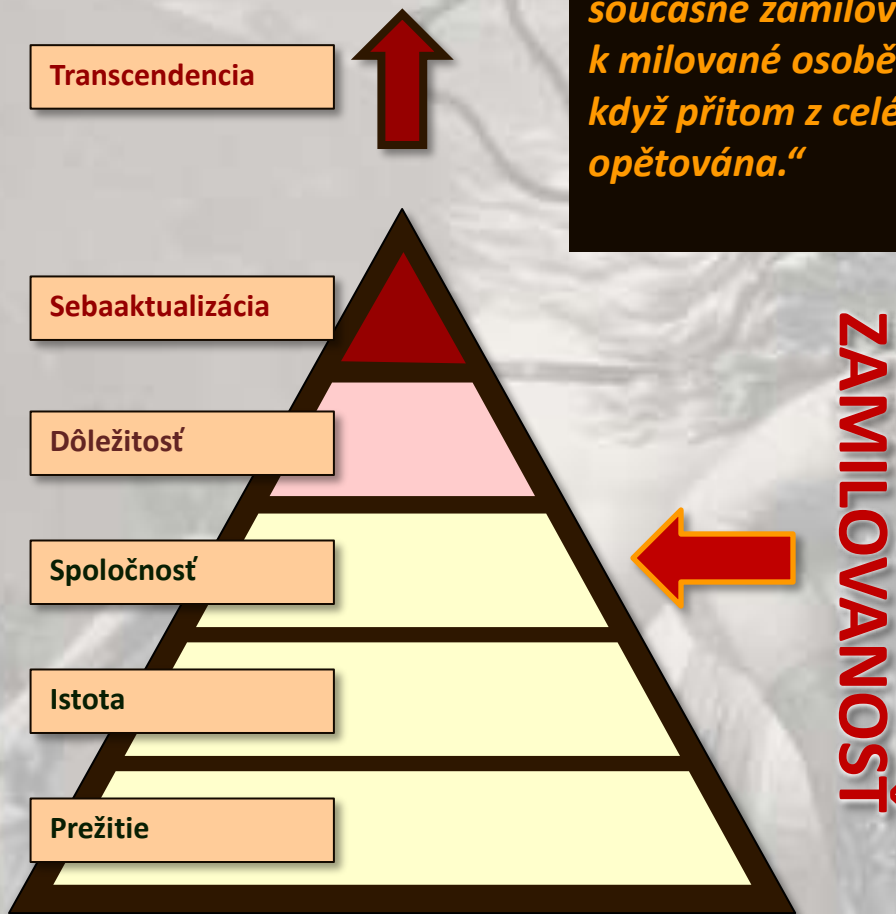 současně zamilov
k milované osobě
když přitom z celé
opětována.“
Transcendencia
Sebaaktualizácia
Dôležitosť
Spoločnosť
Istota
Prežitie
ZAMILOVANOSŤ